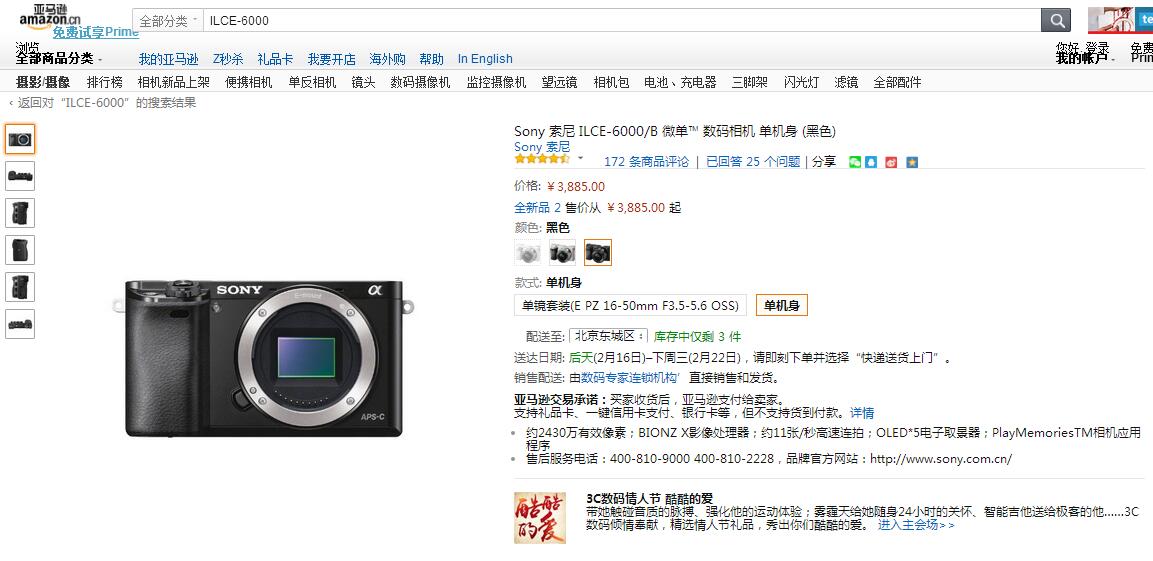 亚马逊
amazon.cn
免费试享Prime
全部分类
ILCE-6000
te
浏览
全部商品分类
我的亚马逊 Z秒杀 礼品卡 我要开店 海外购 帮助 In English
你好, 登录
我的帐户
免费
Prim
摄影/摄像 排行榜 相机新品上架 便携相机 单反相机 镜头 数码摄像机 监控摄像机 望远镜 相机包 电池、充电器 三脚架 闪光灯 滤镜 全部配件
‹ 返回对“ILCE-6000”的搜索结果
Sony 索尼 ILCE-6000/B 微单™ 数码相机 单机身 (黑色)
Sony 索尼
172 条商品评论 | 已回答 25 个问题 | 分享
价格: ￥3,885.00
全新品 2 售价从 ￥3,885.00 起
颜色: 黑色
款式: 单机身
单镜套装(E PZ 16-50mm F3.5-5.6 OSS) 单机身
配送至: 北京东城区 库存中仅剩 3 件
送达日期: 后天(2月16日)–下周三(2月22日)，请即刻下单并选择“快递送货上门”。
销售配送: 由数码专家连锁机构' 直接销售和发货。
亚马逊交易承诺：买家收货后，亚马逊支付给卖家。
支持礼品卡、一键信用卡支付、银行卡等，但不支持货到付款。详情
约2430万有效像素；BIONZ X影像处理器；约11张/秒高速连拍；OLED*5电子取景器；PlayMemoriesTM相机应用
程序
售后服务电话：400-810-9000 400-810-2228，品牌官方网站：http://www.sony.com.cn/
SONY
α
E-mount
APS-C
酷酷的爱
3C数码情人节 酷酷的爱
带她触碰音质的脉搏、强化他的运动体验；雾霾天给她随身24小时的关怀、智能吉他送给极客的他......3C
数码倾情奉献，精选情人节礼品，秀出你们酷酷的爱。 进入主会场>>